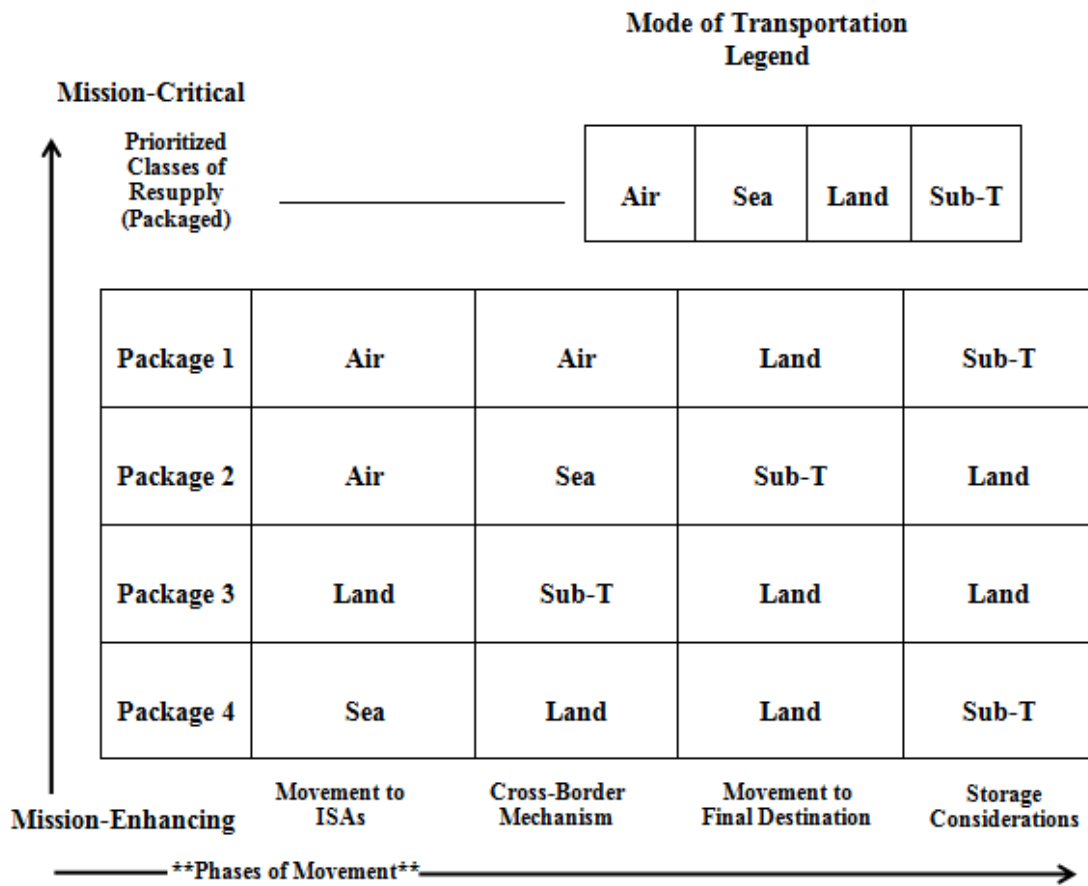 Mode of Transportation
Legend
Mission-Critical
Prioritized
Classes of
Resupply
(Packaged)
Air Sea Land Sub-T
Package 1 Air Air Land Sub-T
Package 2 Air Sea Sub-T Land
Package 3 Land Sub-T Land Land
Package 4 Sea Land Land Sub-T
Movement to
ISAs
Cross-Border
Mechanism
Movement to
Final Destination
Storage
Considerations
Mission-Enhancing
**Phases of Movement**